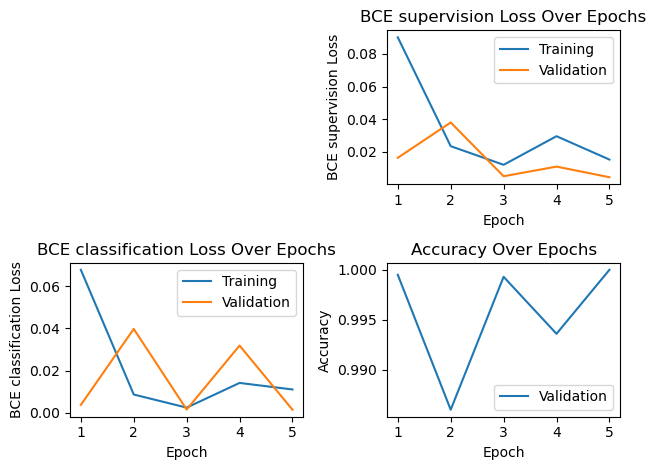 BCE supervision Loss Over Epochs
BCE supervision Loss
0.08
0.06
0.04
0.02
Training
Validation
1 2 3 4 5
Epoch
BCE classification Loss Over Epochs
BCE classification Loss
0.06
0.04
0.02
0.00
Training
Validation
1 2 3 4 5
Epoch
Accuracy Over Epochs
Accuracy
1.000
0.995
0.990
Validation
1 2 3 4 5
Epoch